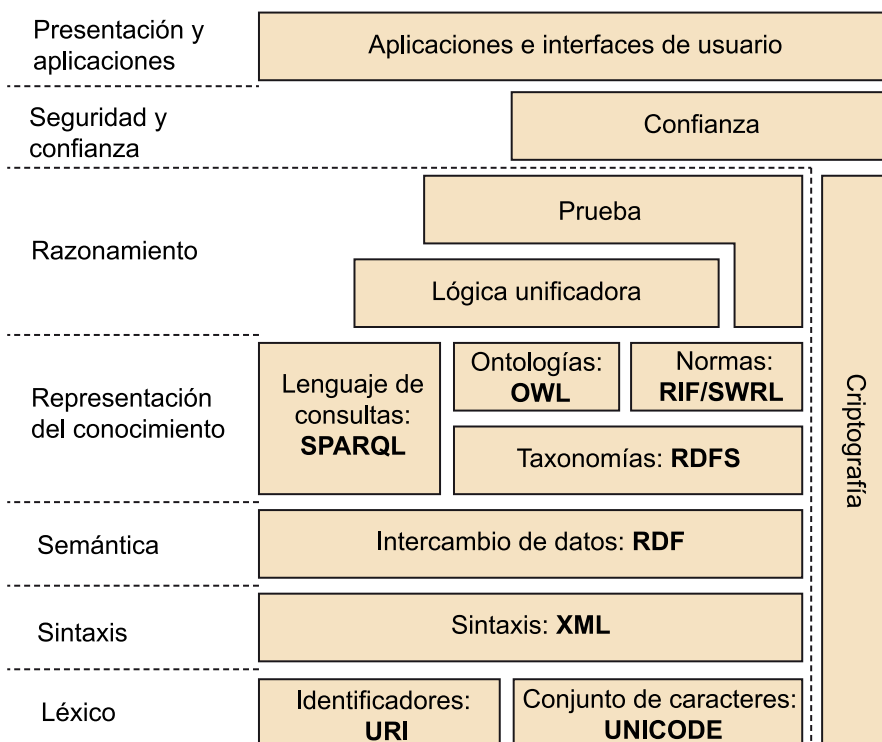 Presentación y
aplicaciones
Aplicaciones e interfaces de usuario
Seguridad y
confianza
Confianza
Razonamiento
Prueba
Lógica unificadora
Representación
del conocimiento
Lenguaje de
consultas:
SPARQL
Ontologías:
OWL
Normas:
RIF/SWRL
Taxonomías: RDFS
Semántica
Intercambio de datos: RDF
Sintaxis
Sintaxis: XML
Léxico
Identificadores:
URI
Conjunto de caracteres:
UNICODE
Criptografía